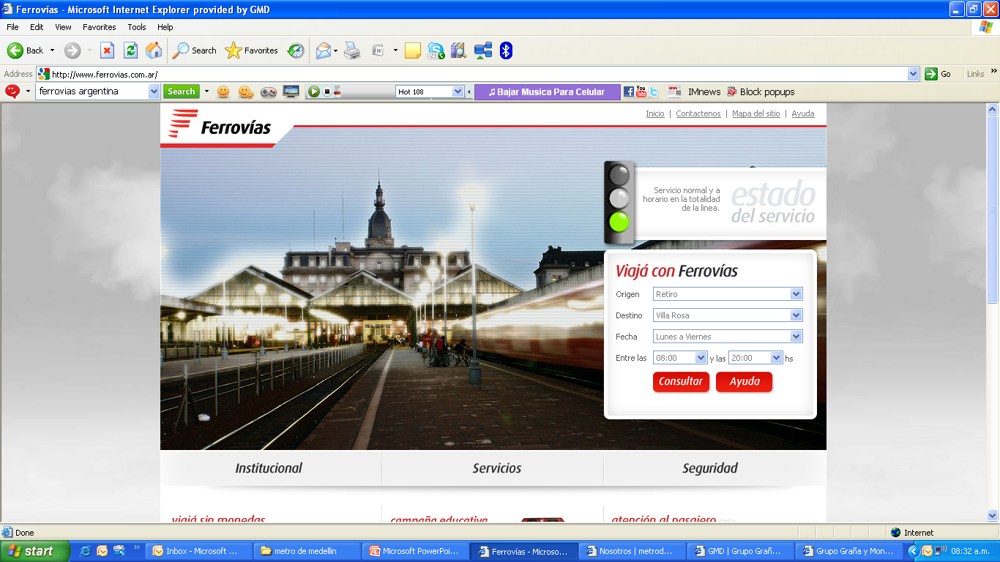 Ferrovías - Microsoft Internet Explorer provided by GMD
File Edit View Favorites Tools Help
Back Search Favorites
Address http://www.ferrovias.com.ar/ Go Links »
ferrovias argentina Search Hot 108 Bajar Musica Para Celular You Tube IMnews Block popups
Inicio | Contactenos | Mapa del sitio | Ayuda
Ferrovías
Servicio normal y a
horario en la totalidad
de la linea.
estado
del servicio
Viajá con Ferrovías
Origen Retiro
Destino Villa Rosa
Fecha Lunes a Viernes
Entre las 08:00 y las 20:00 hs
Consultar Ayuda
Institucional Servicios Seguridad
viajá sin monedas campaña educativa atención al pasajero
Done Internet
start Inbox - Microsoft ... metro de medellin Microsoft PowerPoi... Ferrovías - Microso... Nosotros | metrod... GMD | Grupo Grañ... Grupo Graña y Mon... 08:32 a.m.